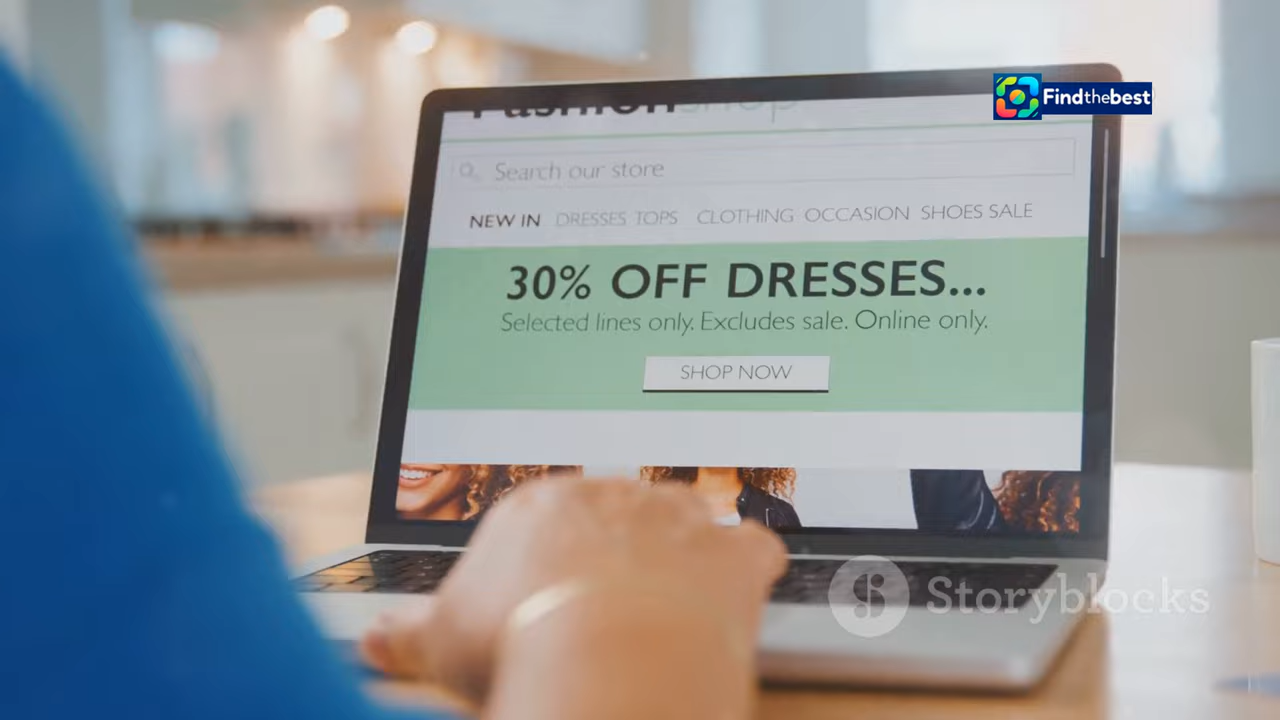 Findthebest
Fashionshop
Search our store
NEW IN DRESSES TOPS CLOTHING OCCASION SHOES SALE
30% OFF DRESSES...
Selected lines only. Excludes sale. Online only.
SHOP NOW
Storyblocks